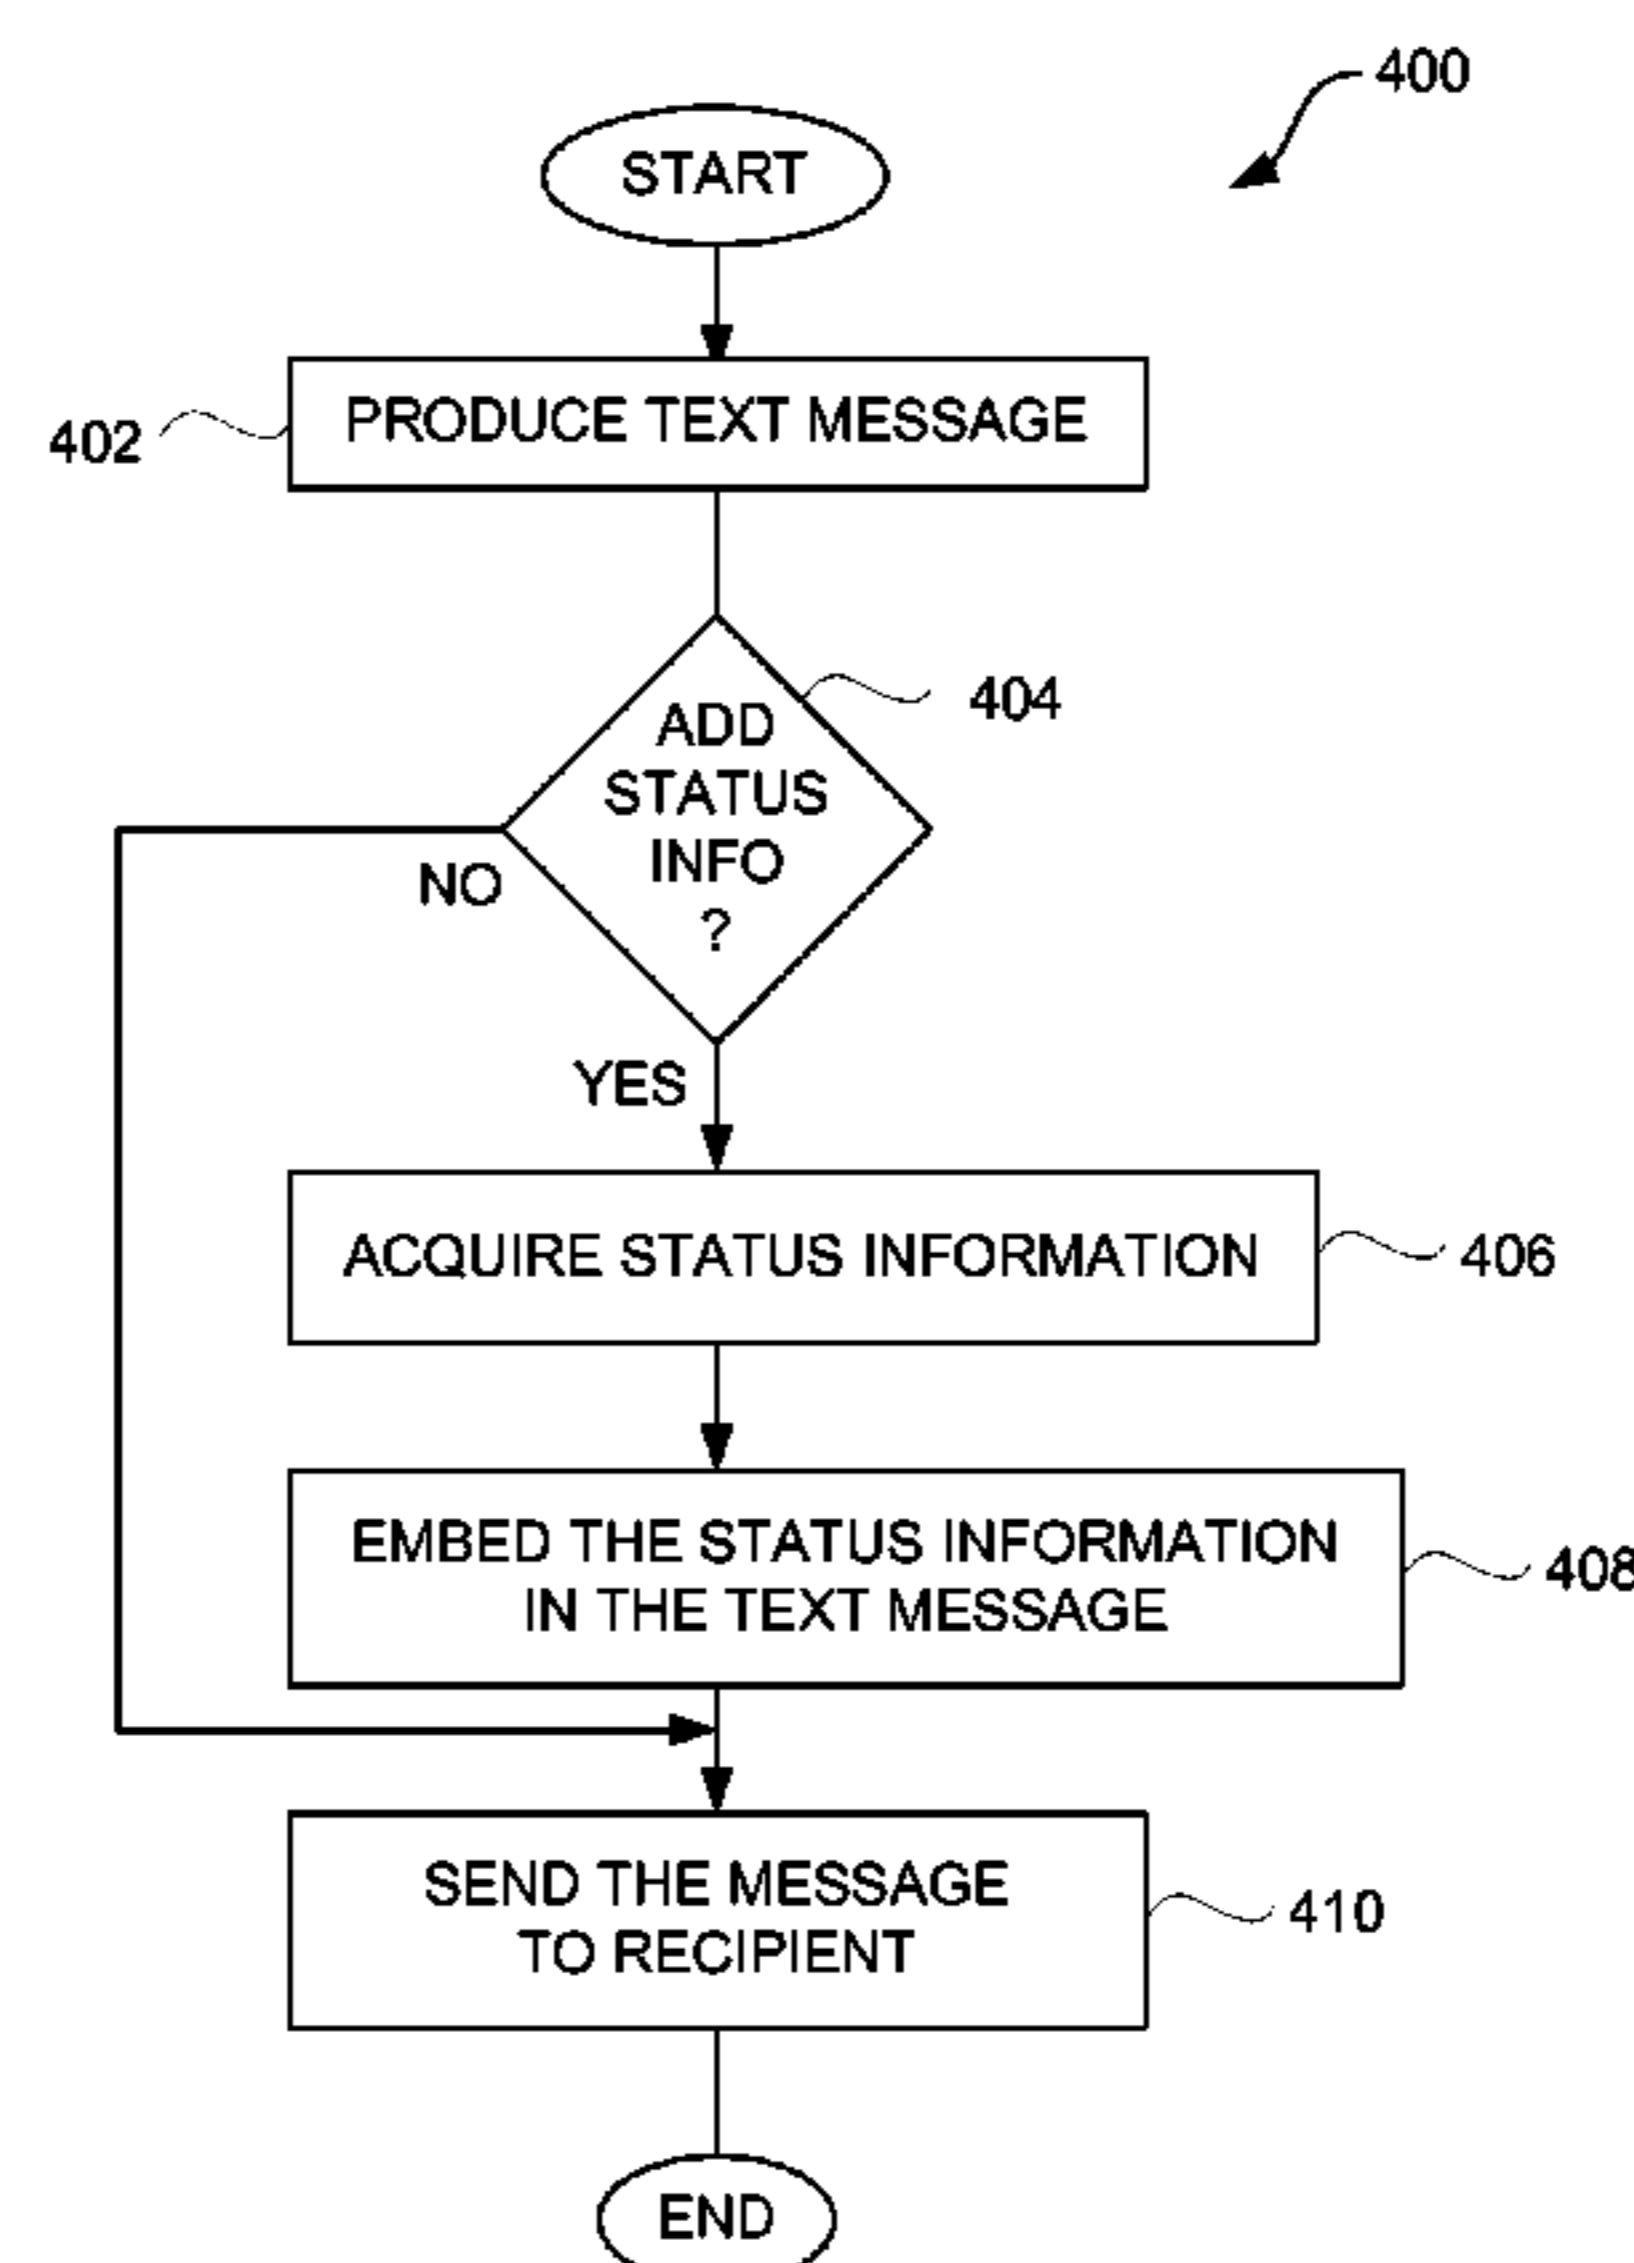 400
START
402
PRODUCE TEXT MESSAGE
404
ADD
STATUS
INFO
?
NO
YES
ACQUIRE STATUS INFORMATION
406
EMBED THE STATUS INFORMATION
IN THE TEXT MESSAGE
408
SEND THE MESSAGE
TO RECIPIENT
410
END